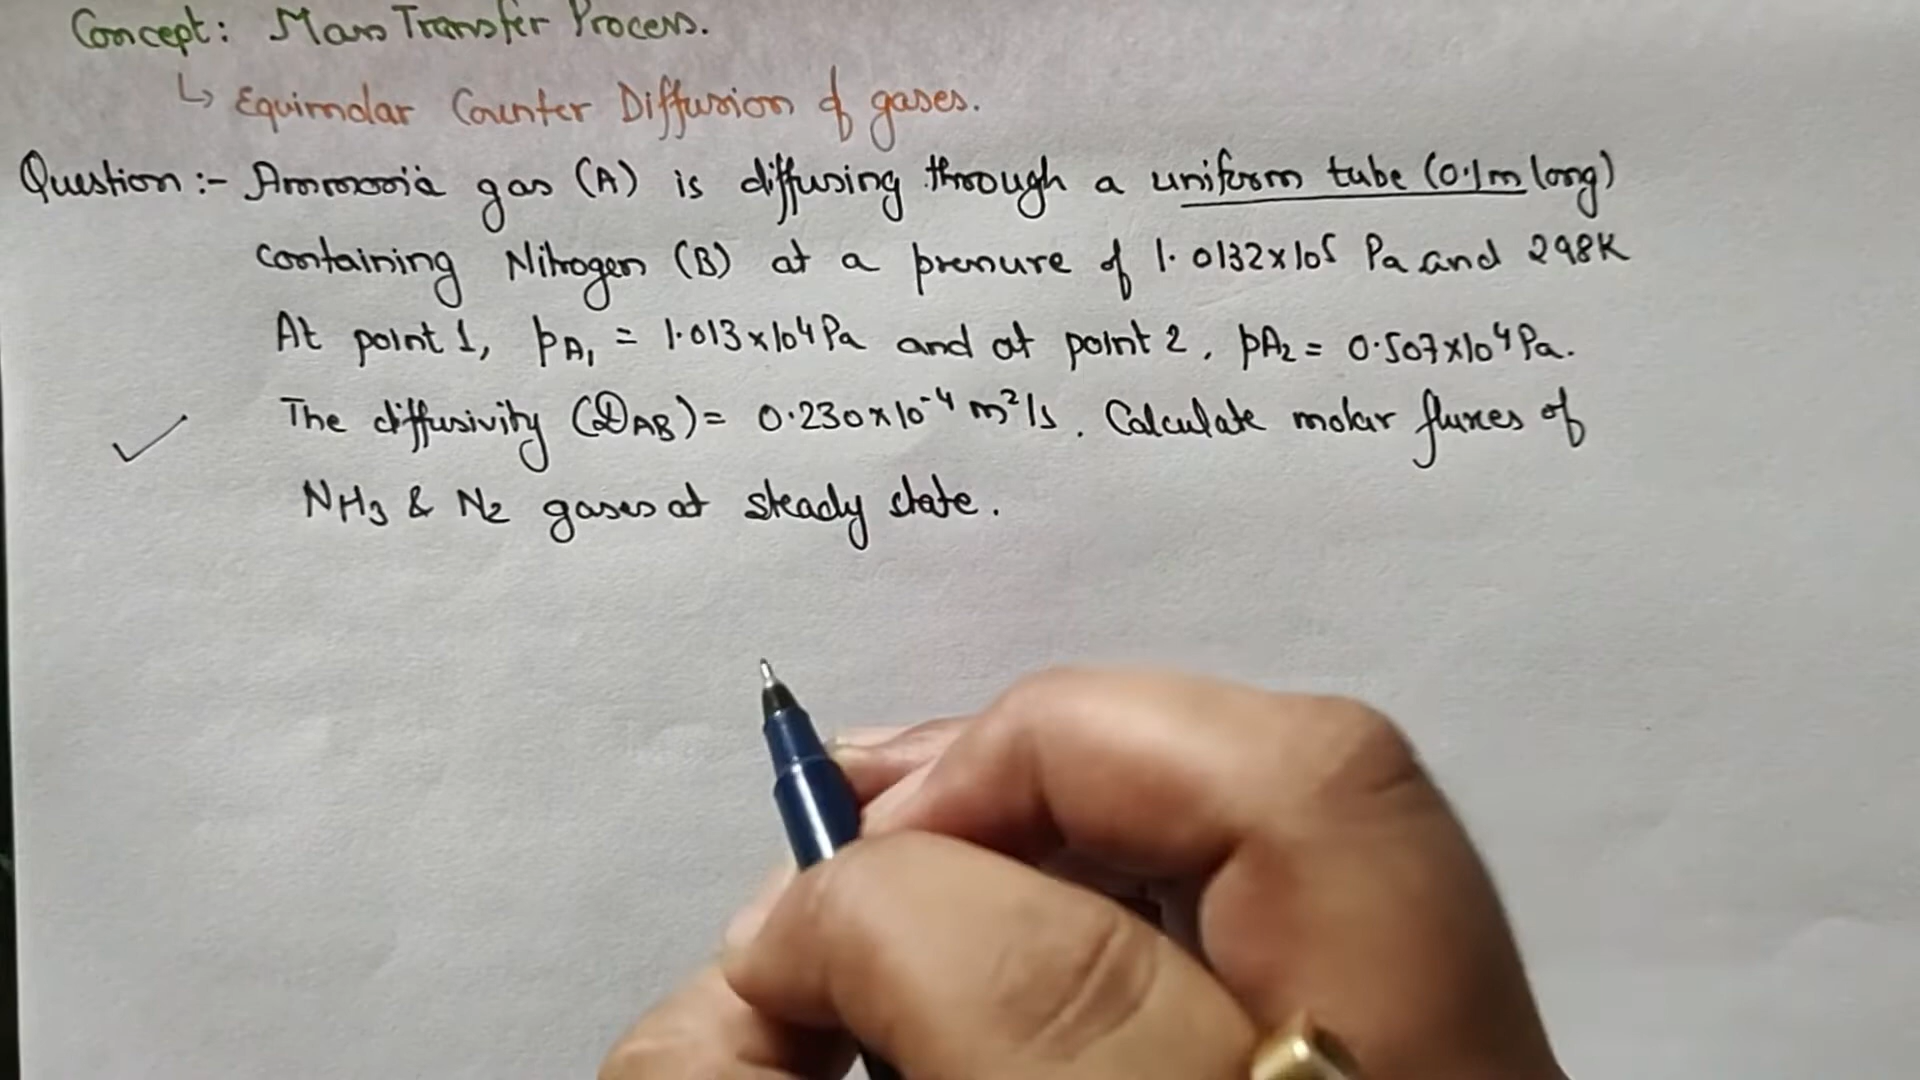 Concept: Mass Transfer Process.
↳ Equimolar Counter Diffusion of gases.
Question :- Ammonia gas (A) is diffusing through a uniform tube (0.1m long)
containing Nitrogen (B) at a pressure of 1.0132×10⁵ Pa and 298K
At point 1, pA₁ = 1.013×10⁴ Pa and at point 2, pA₂ = 0.507×10⁴ Pa.
The diffusivity (DAB) = 0.230×10⁻⁴ m²/s. Calculate molar fluxes of
NH₃ & N₂ gases at steady state.